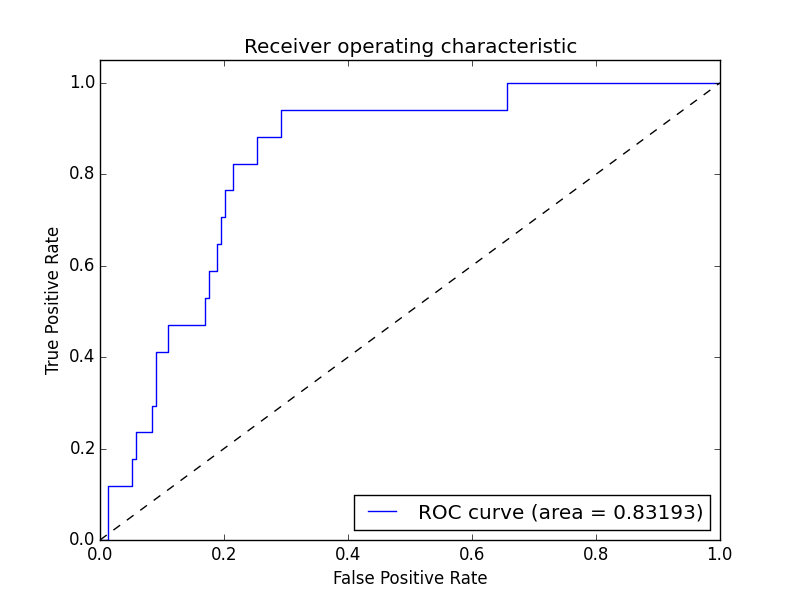 Receiver operating characteristic
1.0
0.8
0.6
0.4
0.2
0.0
True Positive Rate
ROC curve (area = 0.83193)
0.0 0.2 0.4 0.6 0.8 1.0
False Positive Rate